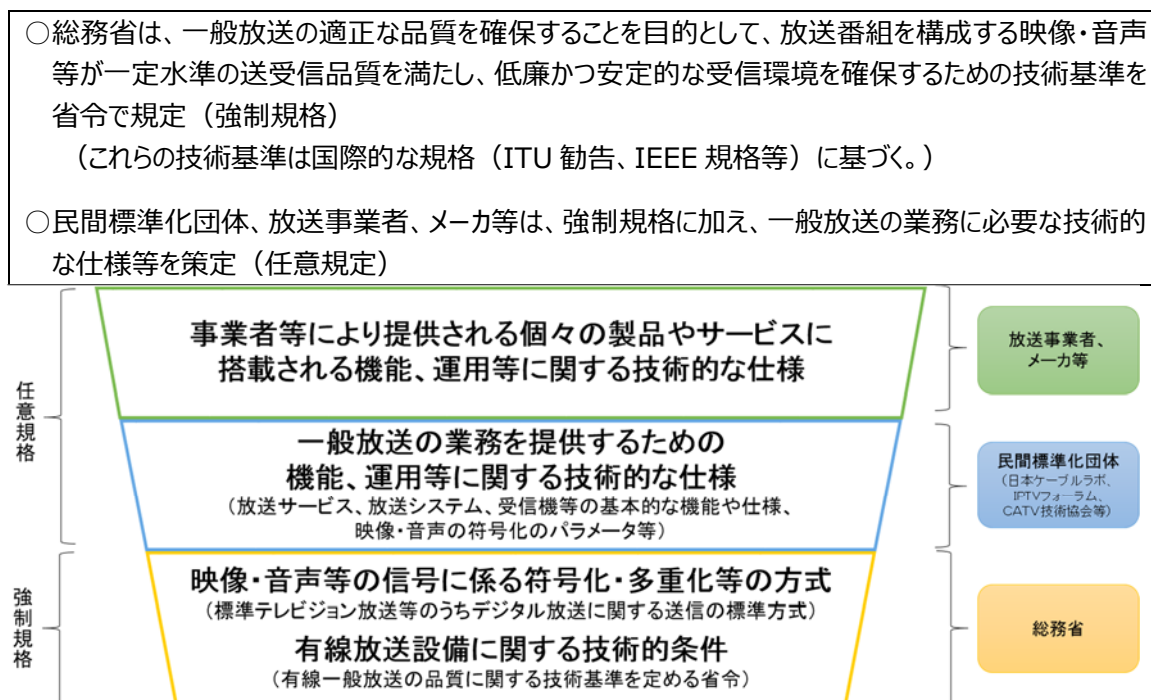 ○総務省は、一般放送の適正な品質を確保することを目的として、放送番組を構成する映像・音声
等が一定水準の送受信品質を満たし、低廉かつ安定的な受信環境を確保するための技術基準を
省令で規定（強制規格）
（これらの技術基準は国際的な規格（ITU 勧告、IEEE 規格等）に基づく。）
○民間標準化団体、放送事業者、メーカ等は、強制規格に加え、一般放送の業務に必要な技術的
な仕様等を策定（任意規定）
任意規格
事業者等により提供される個々の製品やサービスに
搭載される機能、運用等に関する技術的な仕様
放送事業者、
メーカ等
一般放送の業務を提供するための
機能、運用等に関する技術的な仕様
（放送サービス、放送システム、受信機等の基本的な機能や仕様、
映像・音声の符号化のパラメータ等）
民間標準化団体
（日本ケーブルラボ、
IPTVフォーラム、
CATV技術協会等）
強制規格
映像・音声等の信号に係る符号化・多重化等の方式
（標準テレビジョン放送等のうちデジタル放送に関する送信の標準方式）
有線放送設備に関する技術的条件
（有線一般放送の品質に関する技術基準を定める省令）
総務省